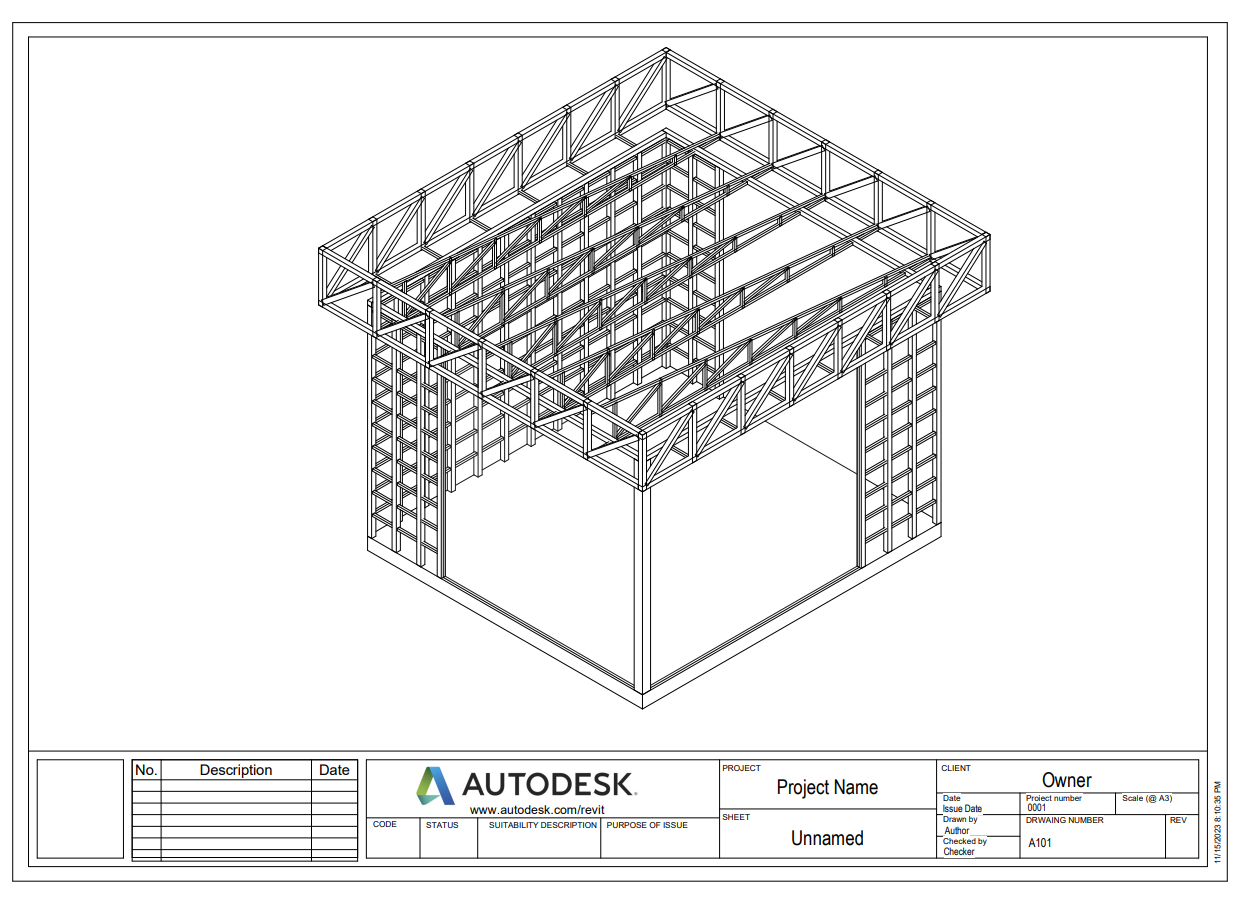 No. Description Date
AUTODESK.
www.autodesk.com/revit
CODE STATUS SUITABILITY DESCRIPTION PURPOSE OF ISSUE
PROJECT
Project Name
SHEET
Unnamed
CLIENT
Owner
Date
Issue Date
Project number
0001
Scale (@ A3)
Drawn by
Author
Checked by
Checker
DRWAING NUMBER
A101
REV
11/15/2023 8:10:35 PM